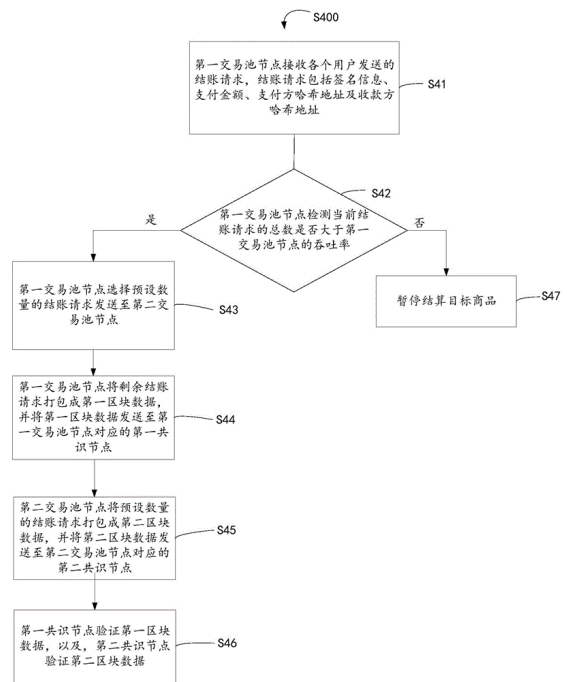 S400
第一交易池节点接收各个用户发送的
结账请求，结账请求包括签名信息、
支付金额、支付方哈希地址及收款方
哈希地址
S41
S42
第一交易池节点检测当前结
账请求的总数是否大于第一
交易池节点的吞吐率
是
否
第一交易池节点选择预设数
量的结账请求发送至第二交
易池节点
S43
暂停结算目标商品
S47
第一交易池节点将剩余结账
请求打包成第一区块数据，
并将第一区块数据发送至第
一交易池节点对应的第一共
识节点
S44
第二交易池节点将预设数量
的结账请求打包成第二区块
数据，并将第二区块数据发
送至第二交易池节点对应的
第二共识节点
S45
第一共识节点验证第一区块
数据，以及，第二共识节点
验证第二区块数据
S46